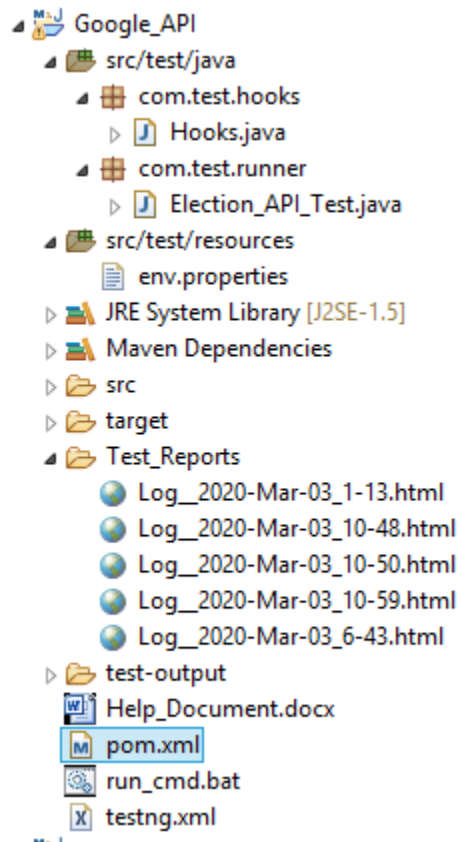 Google_API
src/test/java
com.test.hooks
Hooks.java
com.test.runner
Election_API_Test.java
src/test/resources
env.properties
JRE System Library [J2SE-1.5]
Maven Dependencies
src
target
Test_Reports
Log__2020-Mar-03_1-13.html
Log__2020-Mar-03_10-48.html
Log__2020-Mar-03_10-50.html
Log__2020-Mar-03_10-59.html
Log__2020-Mar-03_6-43.html
test-output
Help_Document.docx
pom.xml
run_cmd.bat
testng.xml